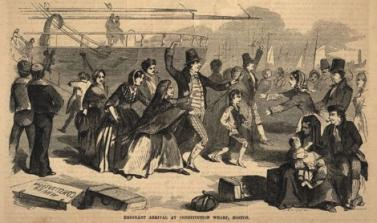 EMIGRANT ARRIVAL AT CONSTITUTION WHARF, BOSTON.